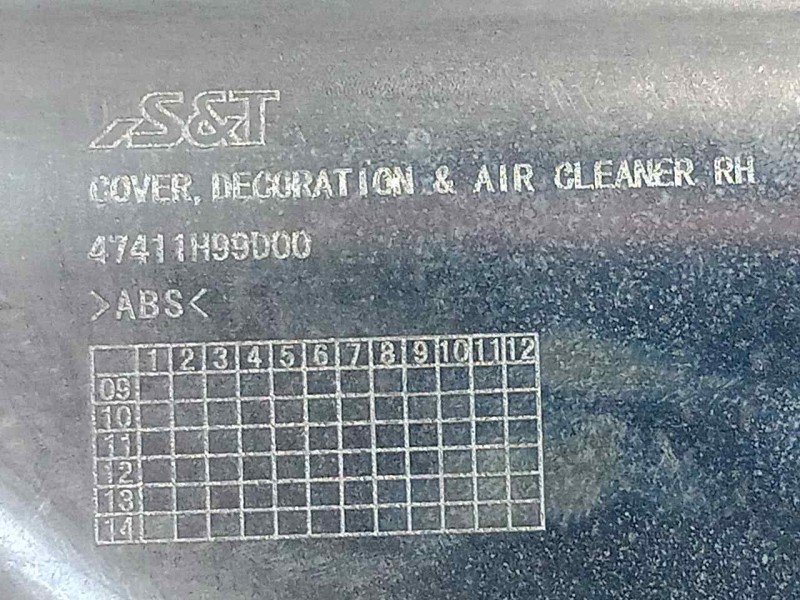 S&T
COVER, DECORATION & AIR CLEANER RH
47411H99D00
>ABS<
1 2 3 4 5 6 7 8 9 10 11 12
09
10
11
12
13
14